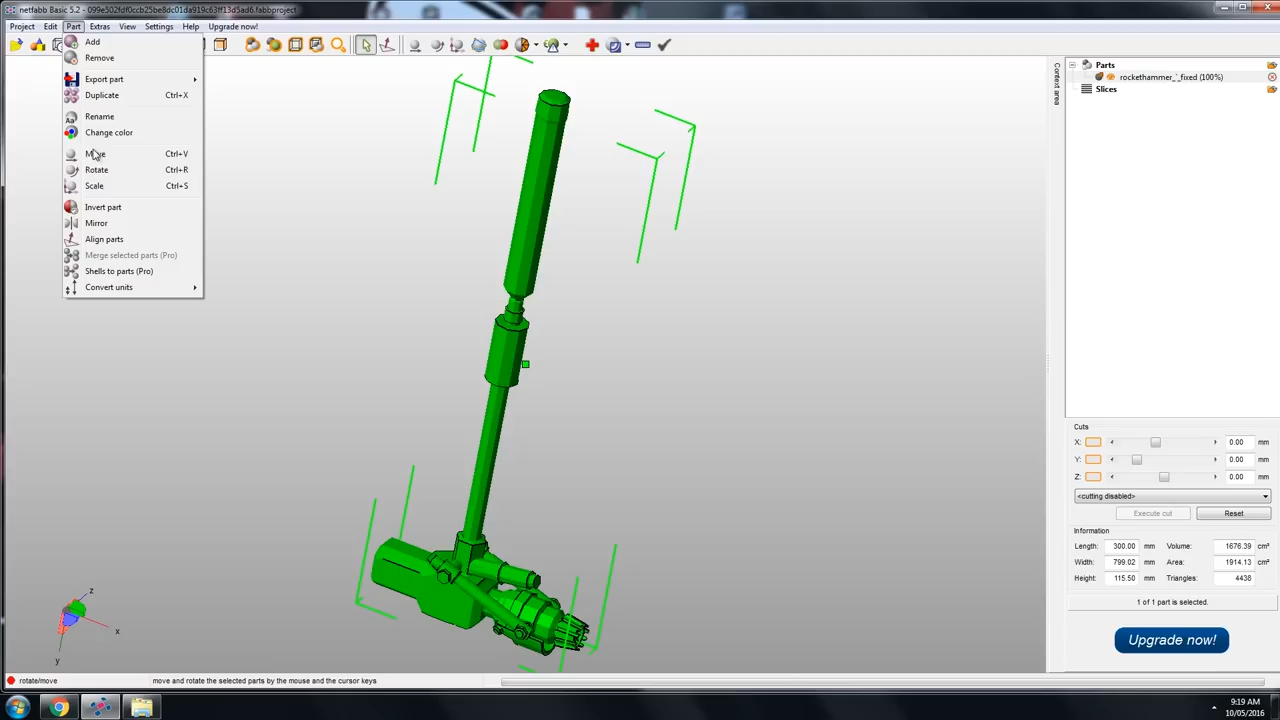 netfabb Basic 5.2 - 099e502fdf0ccb25be8dc01da919c63ff13d5ad6.fabbproject
Project Edit Part Extras View Settings Help Upgrade now!
Add
Remove
Export part
Duplicate Ctrl+X
Rename
Change color
Move Ctrl+V
Rotate Ctrl+R
Scale Ctrl+S
Invert part
Mirror
Align parts
Merge selected parts (Pro)
Shells to parts (Pro)
Convert units
Context area
Parts
rockethammer_`_fixed (100%)
Slices
Cuts
X: 0.00 mm
Y: 0.00 mm
Z: 0.00 mm
<cutting disabled>
Execute cut Reset
Information
Length: 300.00 mm Volume: 1676.39 cm³
Width: 799.02 mm Area: 1914.13 cm²
Height: 115.50 mm Triangles: 4438
1 of 1 part is selected.
Upgrade now!
z
x
y
rotate/move move and rotate the selected parts by the mouse and the cursor keys
9:19 AM
10/05/2016